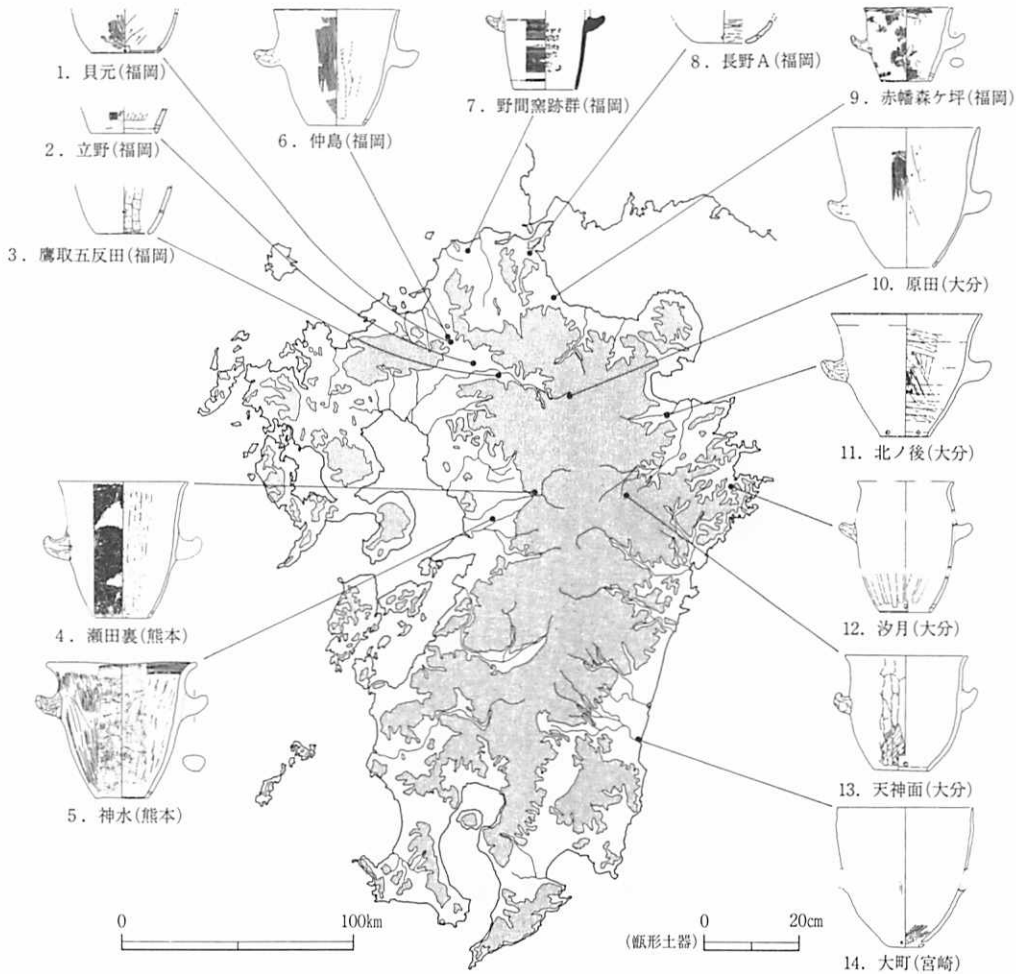 1．貝元(福岡)
2．立野(福岡)
3．鷹取五反田(福岡)
6．仲島(福岡)
7．野間窯跡群(福岡)
8．長野A(福岡)
9．赤幡森ケ坪(福岡)
10．原田(大分)
11．北ノ後(大分)
4．瀬田裏(熊本)
5．神水(熊本)
12．汐月(大分)
13．天神面(大分)
14．大町(宮崎)
0 100km
0 20cm
(甑形土器)